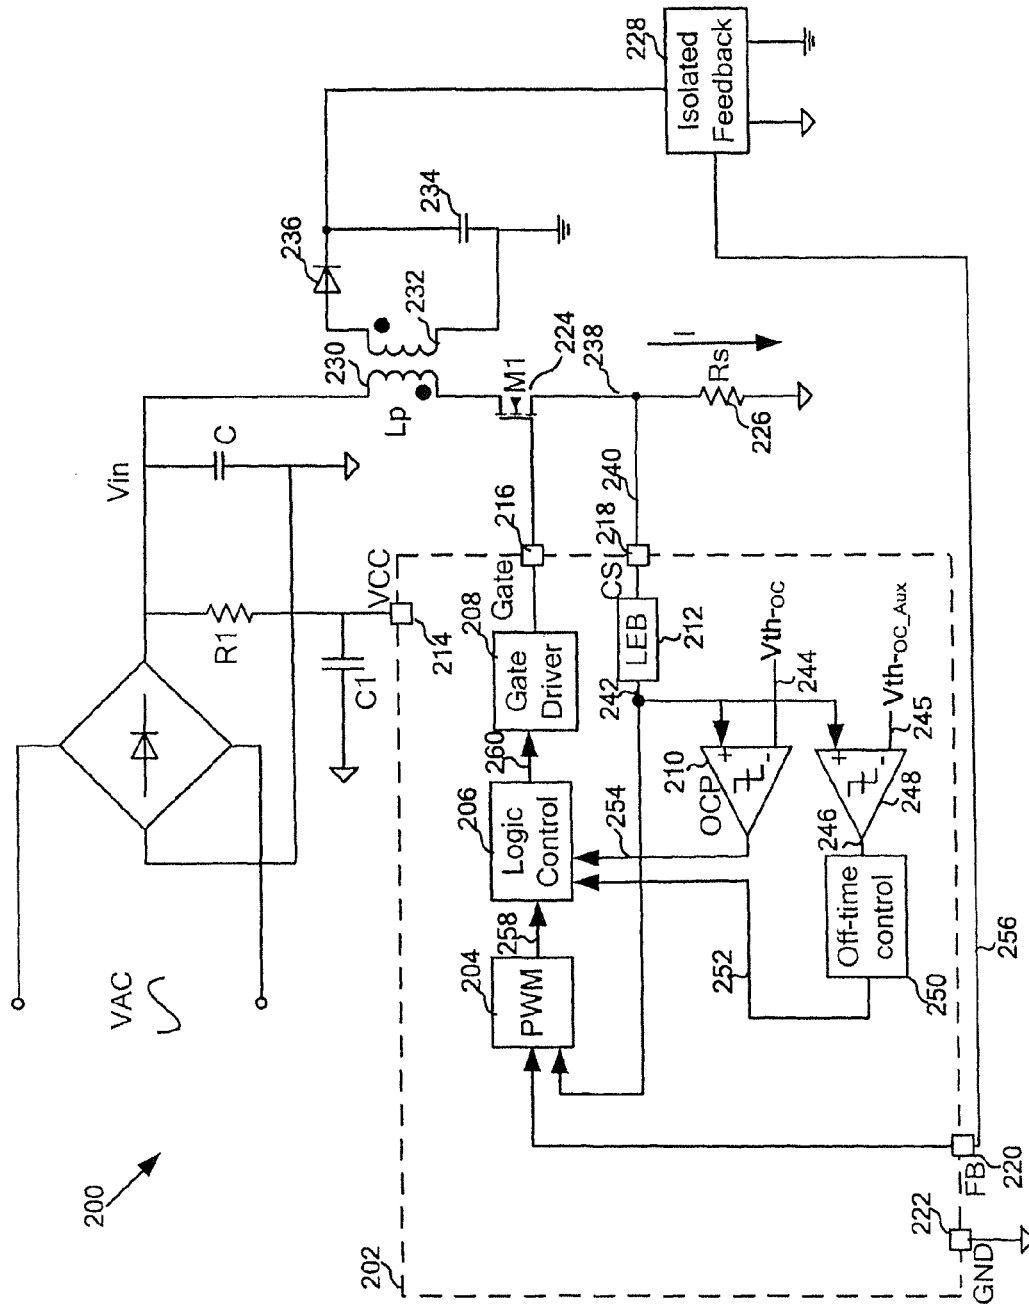 228
Isolated
Feedback
236
234
232
230
Lp
M1
224
238
I
Rs
226
Vin
C
VCC
R1
214
C1
216
Gate
240
218
CS
208
Gate
Driver
LEB
212
242
Vth-OC
244
Vth-OC_Aux
245
260
206
Logic
Control
254
210
OCP
+
-
+
-
248
246
VAC
258
204
PWM
252
Off-time
control
250
256
200
202
220
FB
222
GND